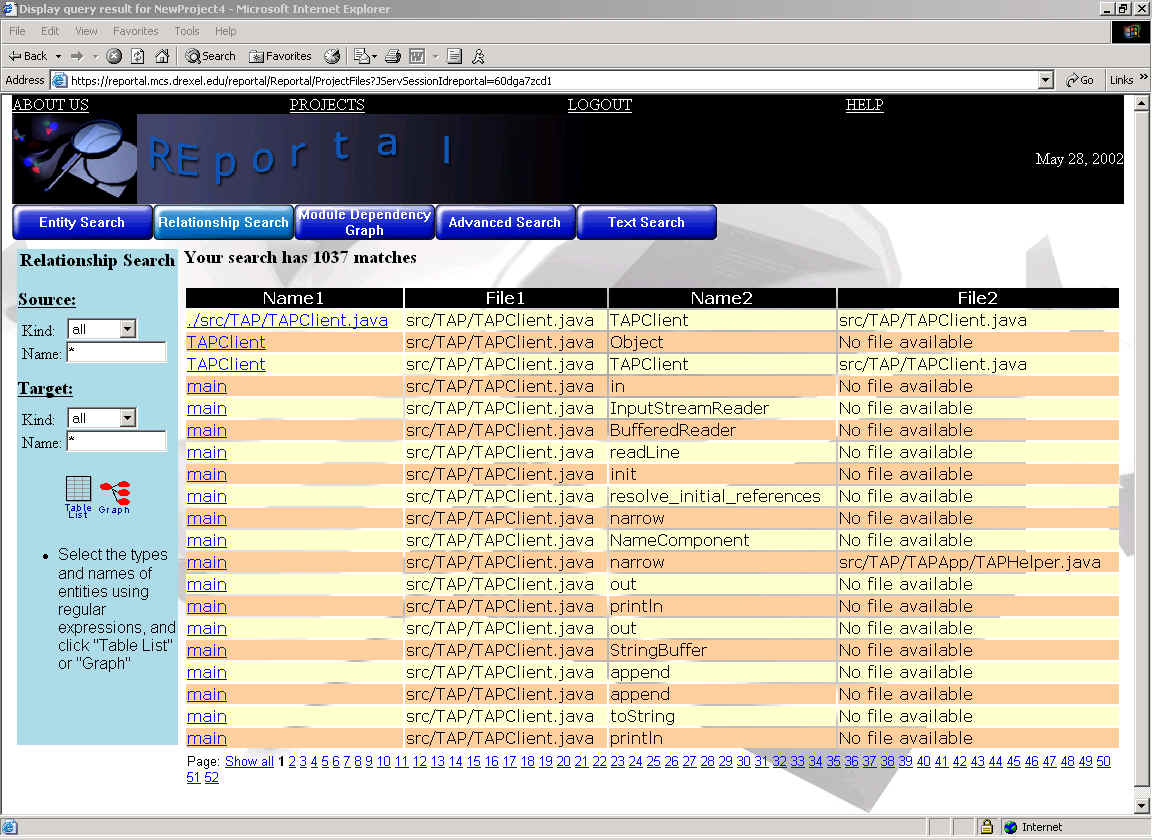 Display query result for NewProject4 - Microsoft Internet Explorer
File Edit View Favorites Tools Help
Back Search Favorites
Address https://reportal.mcs.drexel.edu/reportal/Reportal/ProjectFiles?JServSessionIdreportal=60dga7zcd1 Go Links »
ABOUT US PROJECTS LOGOUT HELP
REportal
May 28, 2002
Entity Search Relationship Search Module Dependency Graph Advanced Search Text Search
Relationship Search
Source:
Kind: all
Name: *
Target:
Kind: all
Name: *
Table List Graph
• Select the types
and names of
entities using
regular
expressions, and
click "Table List"
or "Graph"
Your search has 1037 matches
Name1 File1 Name2 File2
./src/TAP/TAPClient.java src/TAP/TAPClient.java TAPClient src/TAP/TAPClient.java
TAPClient src/TAP/TAPClient.java Object No file available
TAPClient src/TAP/TAPClient.java TAPClient src/TAP/TAPClient.java
main src/TAP/TAPClient.java in No file available
main src/TAP/TAPClient.java InputStreamReader No file available
main src/TAP/TAPClient.java BufferedReader No file available
main src/TAP/TAPClient.java readLine No file available
main src/TAP/TAPClient.java init No file available
main src/TAP/TAPClient.java resolve_initial_references No file available
main src/TAP/TAPClient.java narrow No file available
main src/TAP/TAPClient.java NameComponent No file available
main src/TAP/TAPClient.java narrow src/TAP/TAPApp/TAPHelper.java
main src/TAP/TAPClient.java out No file available
main src/TAP/TAPClient.java println No file available
main src/TAP/TAPClient.java out No file available
main src/TAP/TAPClient.java StringBuffer No file available
main src/TAP/TAPClient.java append No file available
main src/TAP/TAPClient.java append No file available
main src/TAP/TAPClient.java toString No file available
main src/TAP/TAPClient.java println No file available
Page: Show all 1 2 3 4 5 6 7 8 9 10 11 12 13 14 15 16 17 18 19 20 21 22 23 24 25 26 27 28 29 30 31 32 33 34 35 36 37 38 39 40 41 42 43 44 45 46 47 48 49 50
51 52
Internet